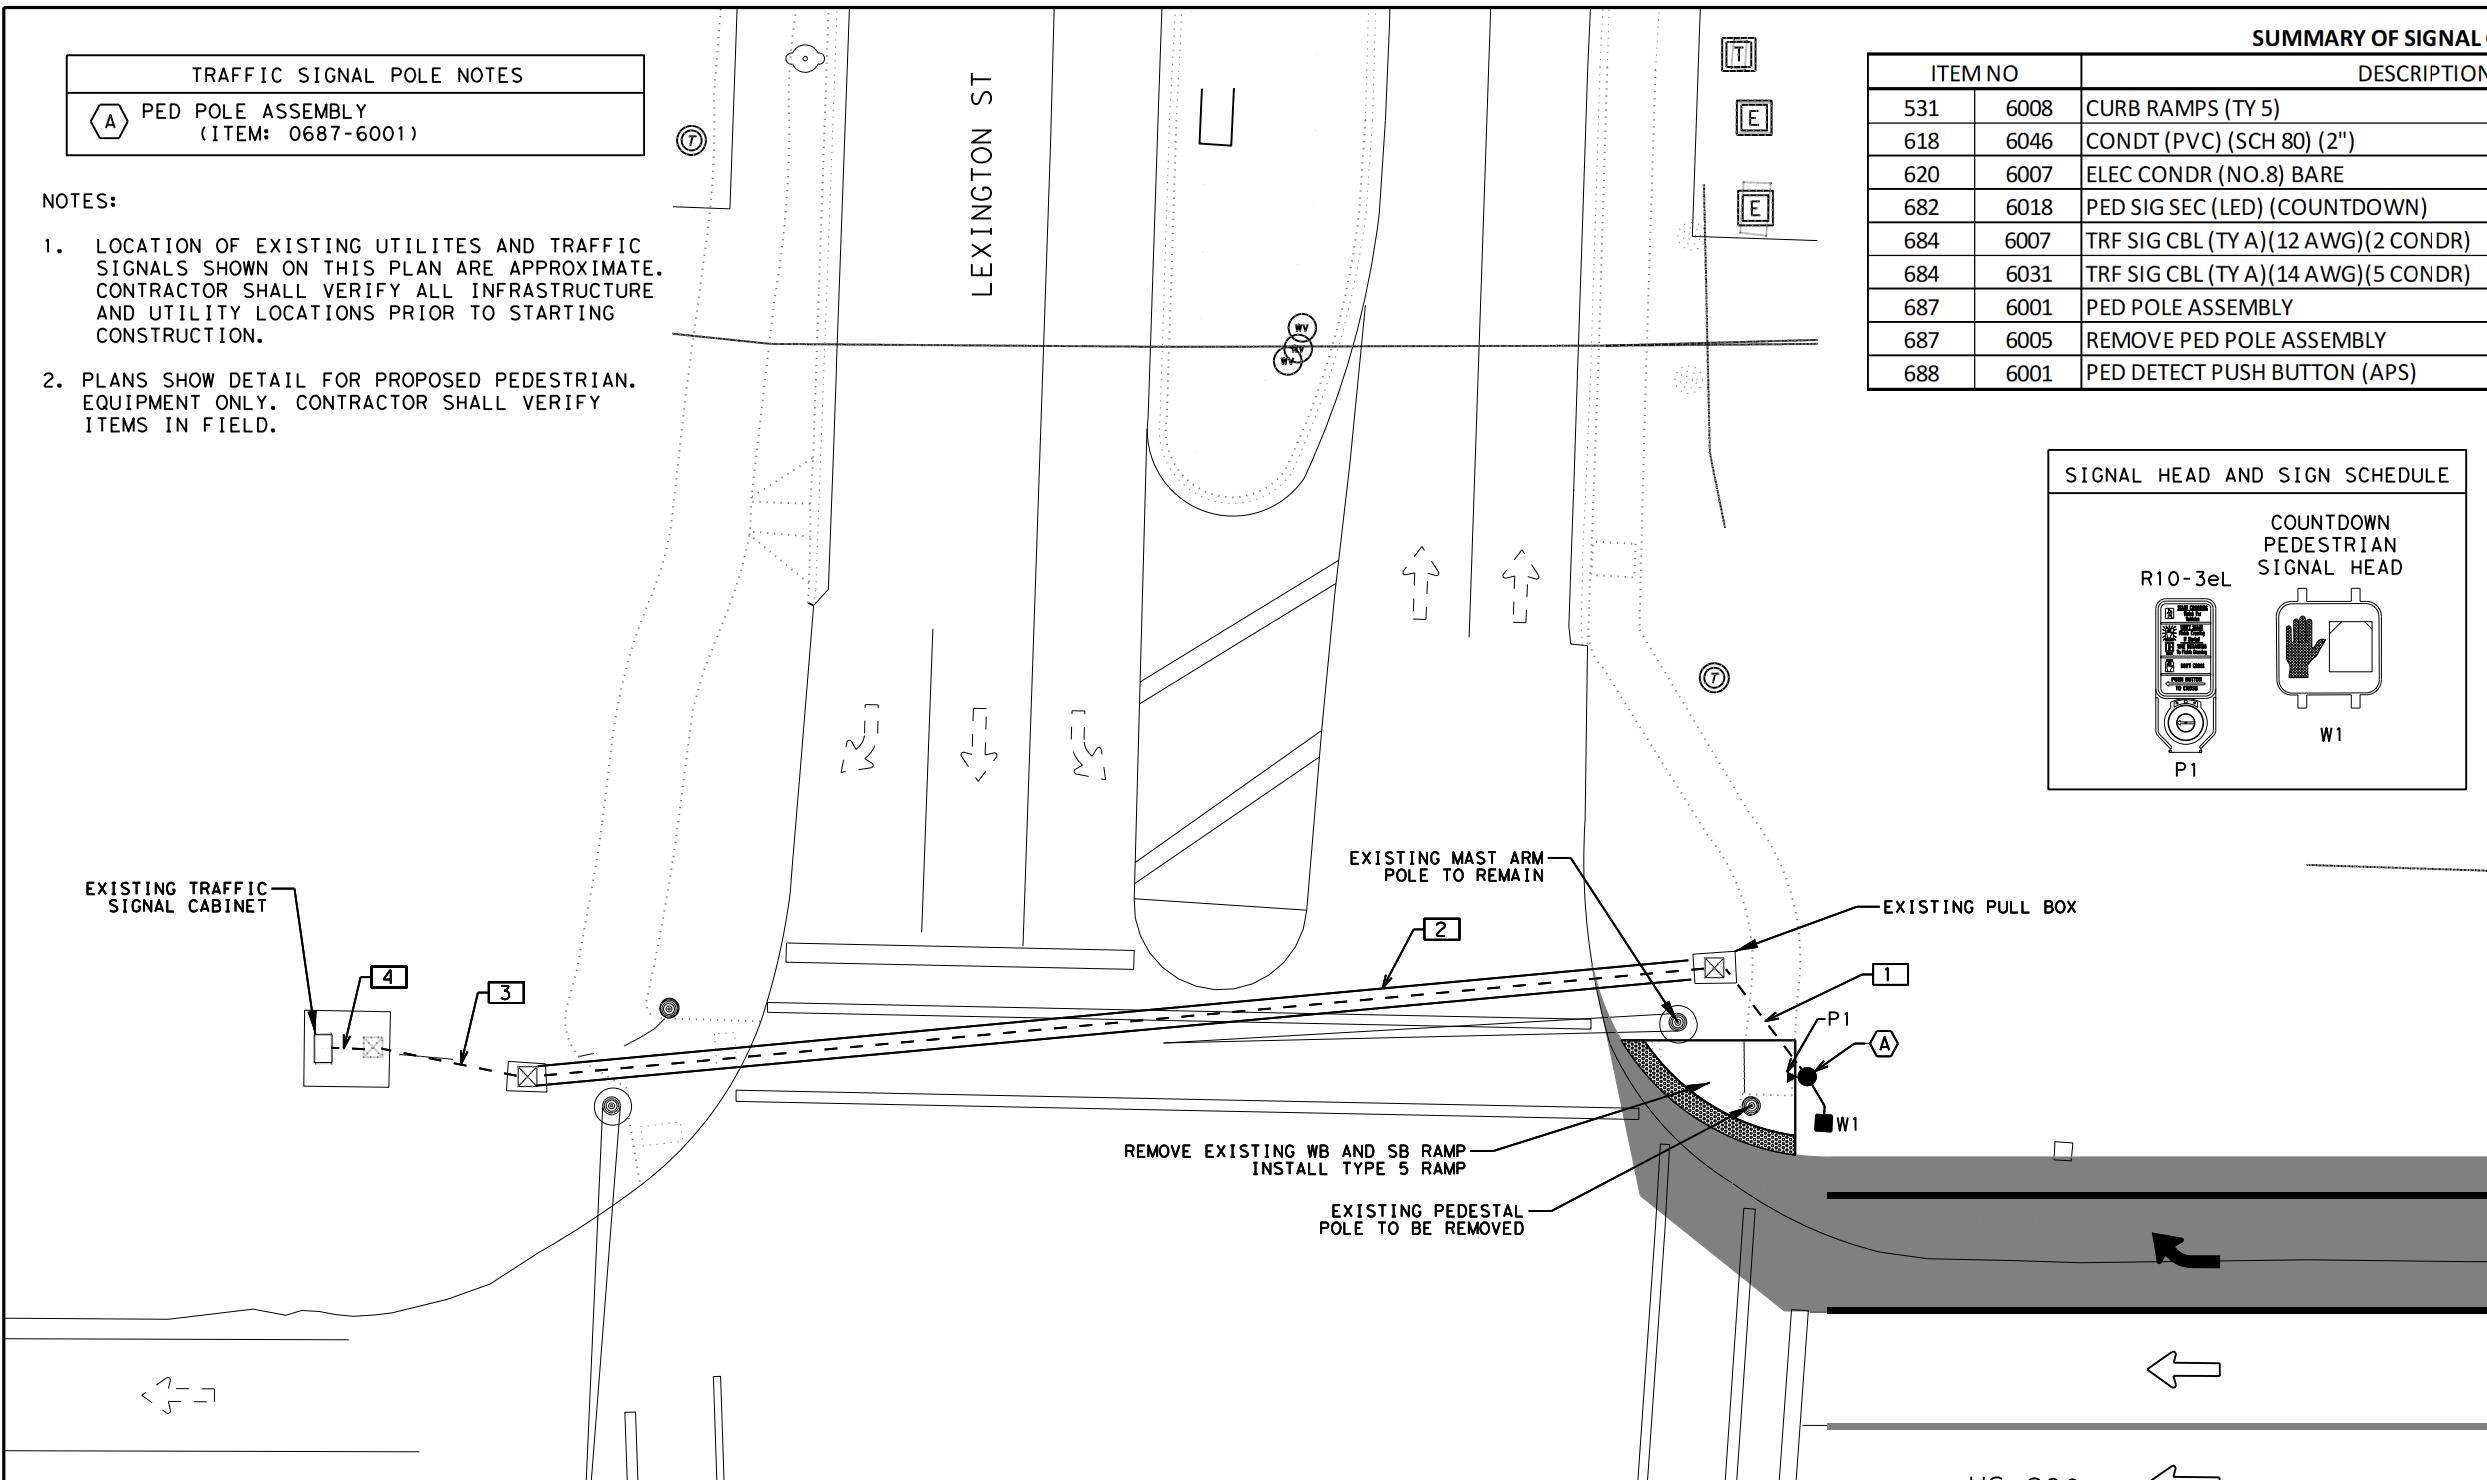 TRAFFIC SIGNAL POLE NOTES
A
PED POLE ASSEMBLY
(ITEM: 0687-6001)
NOTES:
1. LOCATION OF EXISTING UTILITES AND TRAFFIC
SIGNALS SHOWN ON THIS PLAN ARE APPROXIMATE.
CONTRACTOR SHALL VERIFY ALL INFRASTRUCTURE
AND UTILITY LOCATIONS PRIOR TO STARTING
CONSTRUCTION.
2. PLANS SHOW DETAIL FOR PROPOSED PEDESTRIAN.
EQUIPMENT ONLY. CONTRACTOR SHALL VERIFY
ITEMS IN FIELD.
T
LEXINGTON ST
WV
WV
WV
T
E
E
T
SUMMARY OF SIGNAL
ITEM NO DESCRIPTION
531 6008 CURB RAMPS (TY 5)
618 6046 CONDT (PVC) (SCH 80) (2")
620 6007 ELEC CONDR (NO.8) BARE
682 6018 PED SIG SEC (LED) (COUNTDOWN)
684 6007 TRF SIG CBL (TY A)(12 AWG)(2 CONDR)
684 6031 TRF SIG CBL (TY A)(14 AWG)(5 CONDR)
687 6001 PED POLE ASSEMBLY
687 6005 REMOVE PED POLE ASSEMBLY
688 6001 PED DETECT PUSH BUTTON (APS)
SIGNAL HEAD AND SIGN SCHEDULE
R10-3eL
PUSH BUTTON
TO CROSS
P1
COUNTDOWN
PEDESTRIAN
SIGNAL HEAD
W1
EXISTING TRAFFIC
SIGNAL CABINET
4
3
EXISTING MAST ARM
POLE TO REMAIN
2
EXISTING PULL BOX
1
P1
A
W1
REMOVE EXISTING WB AND SB RAMP
INSTALL TYPE 5 RAMP
EXISTING PEDESTAL
POLE TO BE REMOVED